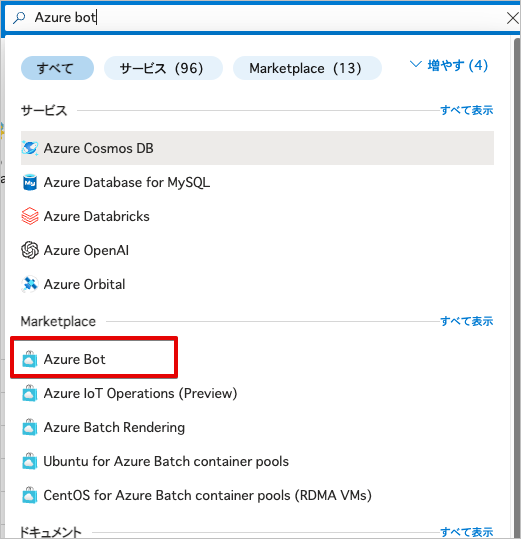 Azure bot
すべて サービス (96) Marketplace (13) 増やす (4)
サービス すべて表示
Azure Cosmos DB
Azure Database for MySQL
Azure Databricks
Azure OpenAI
Azure Orbital
Marketplace すべて表示
Azure Bot
Azure IoT Operations (Preview)
Azure Batch Rendering
Ubuntu for Azure Batch container pools
CentOS for Azure Batch container pools (RDMA VMs)
ドキュメント すべて表示